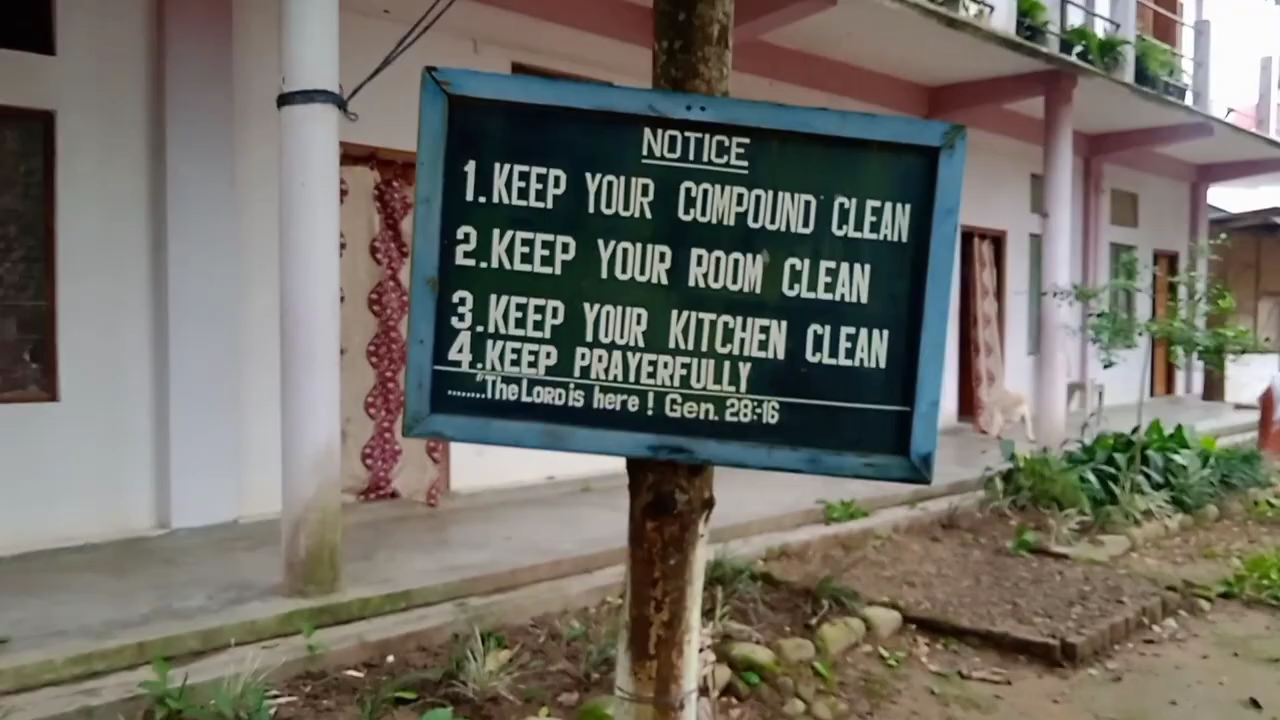 NOTICE
1. KEEP YOUR COMPOUND CLEAN
2. KEEP YOUR ROOM CLEAN
3. KEEP YOUR KITCHEN CLEAN
4. KEEP PRAYERFULLY
........"The LORD is here! Gen. 28:-16